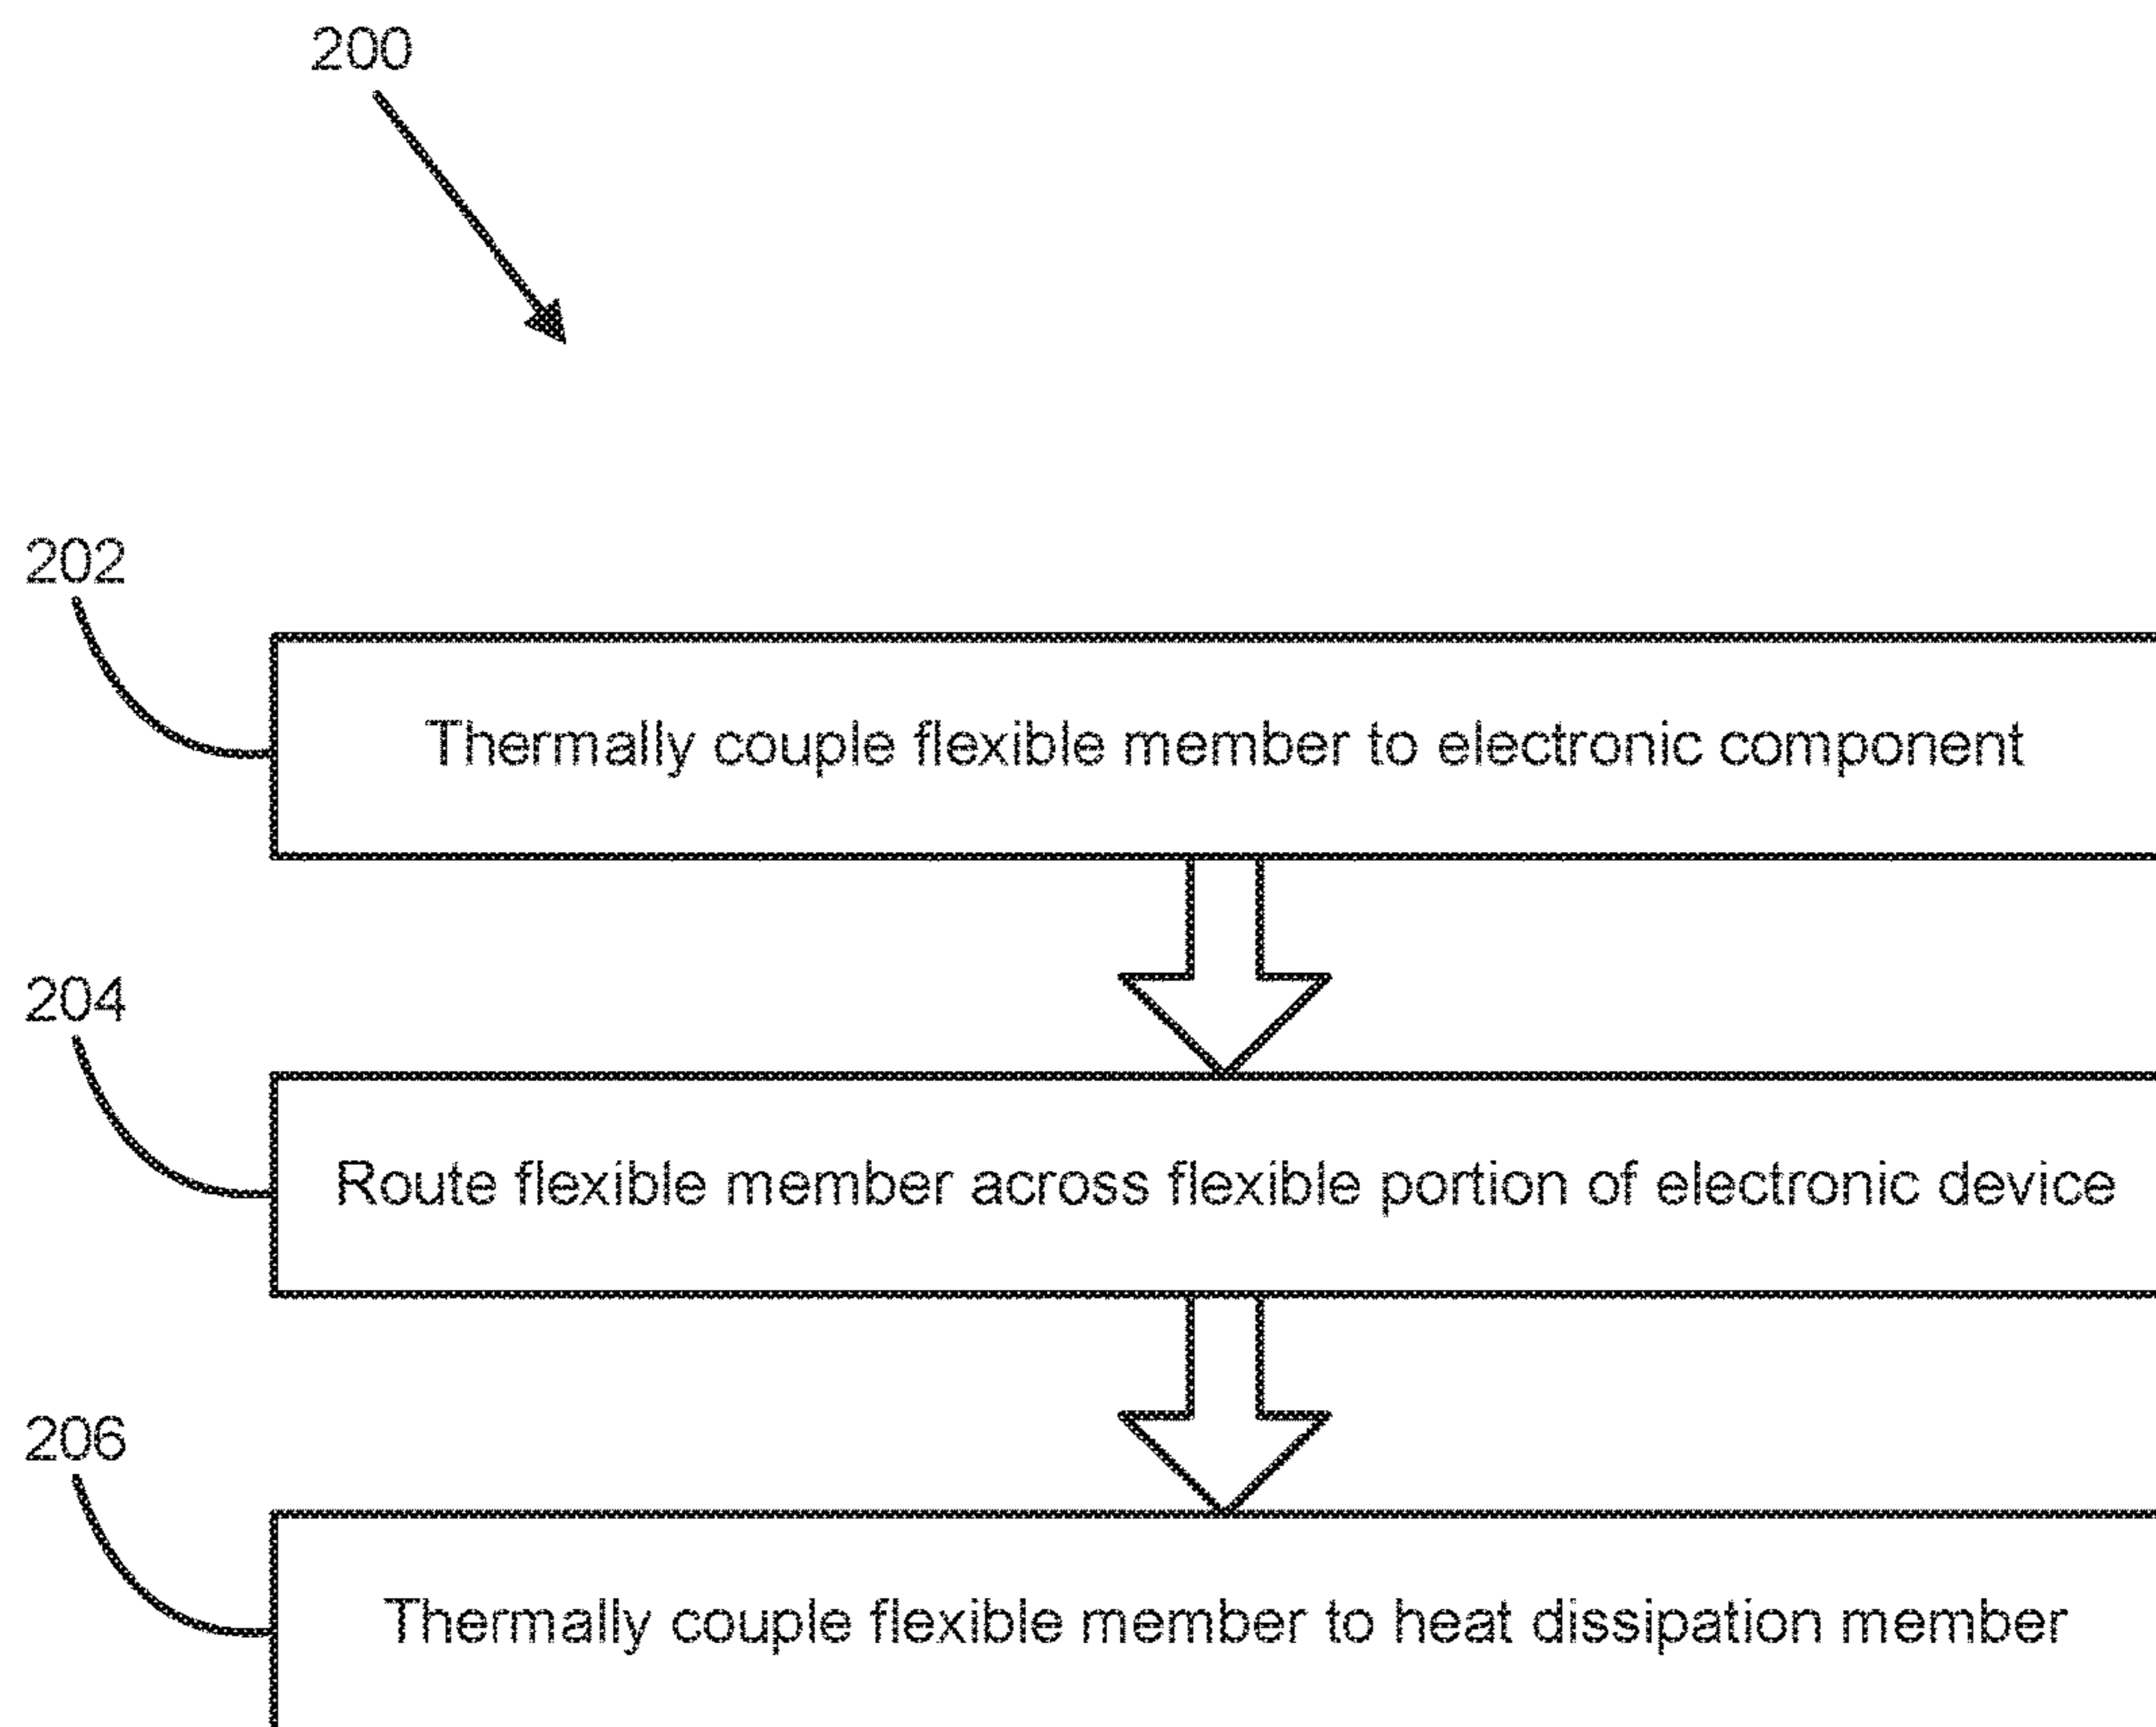 200
202
Thermally couple flexible member to electronic component
204
Route flexible member across flexible portion of electronic device
206
Thermally couple flexible member to heat dissipation member